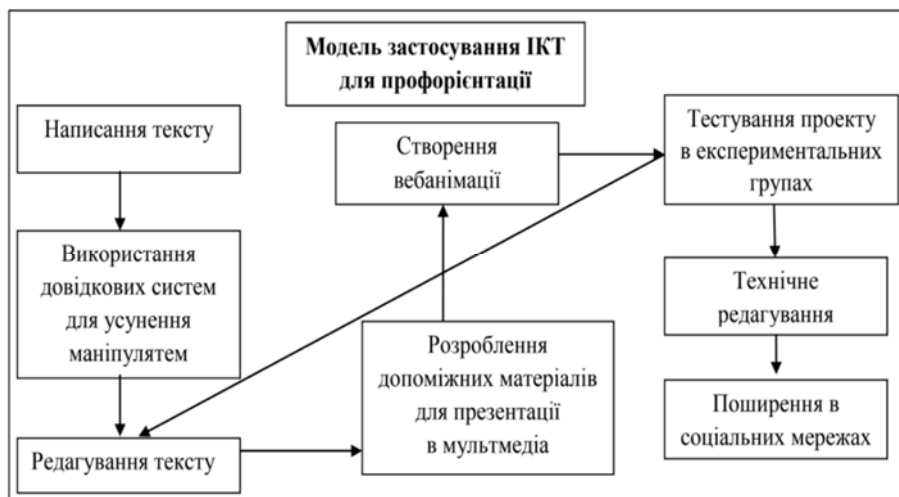 Модель застосування ІКТ
для профорієнтації
Написання тексту
Використання
довідкових систем
для усунення
маніпулятем
Редагування тексту
Створення
вебанімації
Розроблення
допоміжних матеріалів
для презентації
в мультмедіа
Тестування проекту
в експериментальних
групах
Технічне
редагування
Поширення в
соціальних мережах